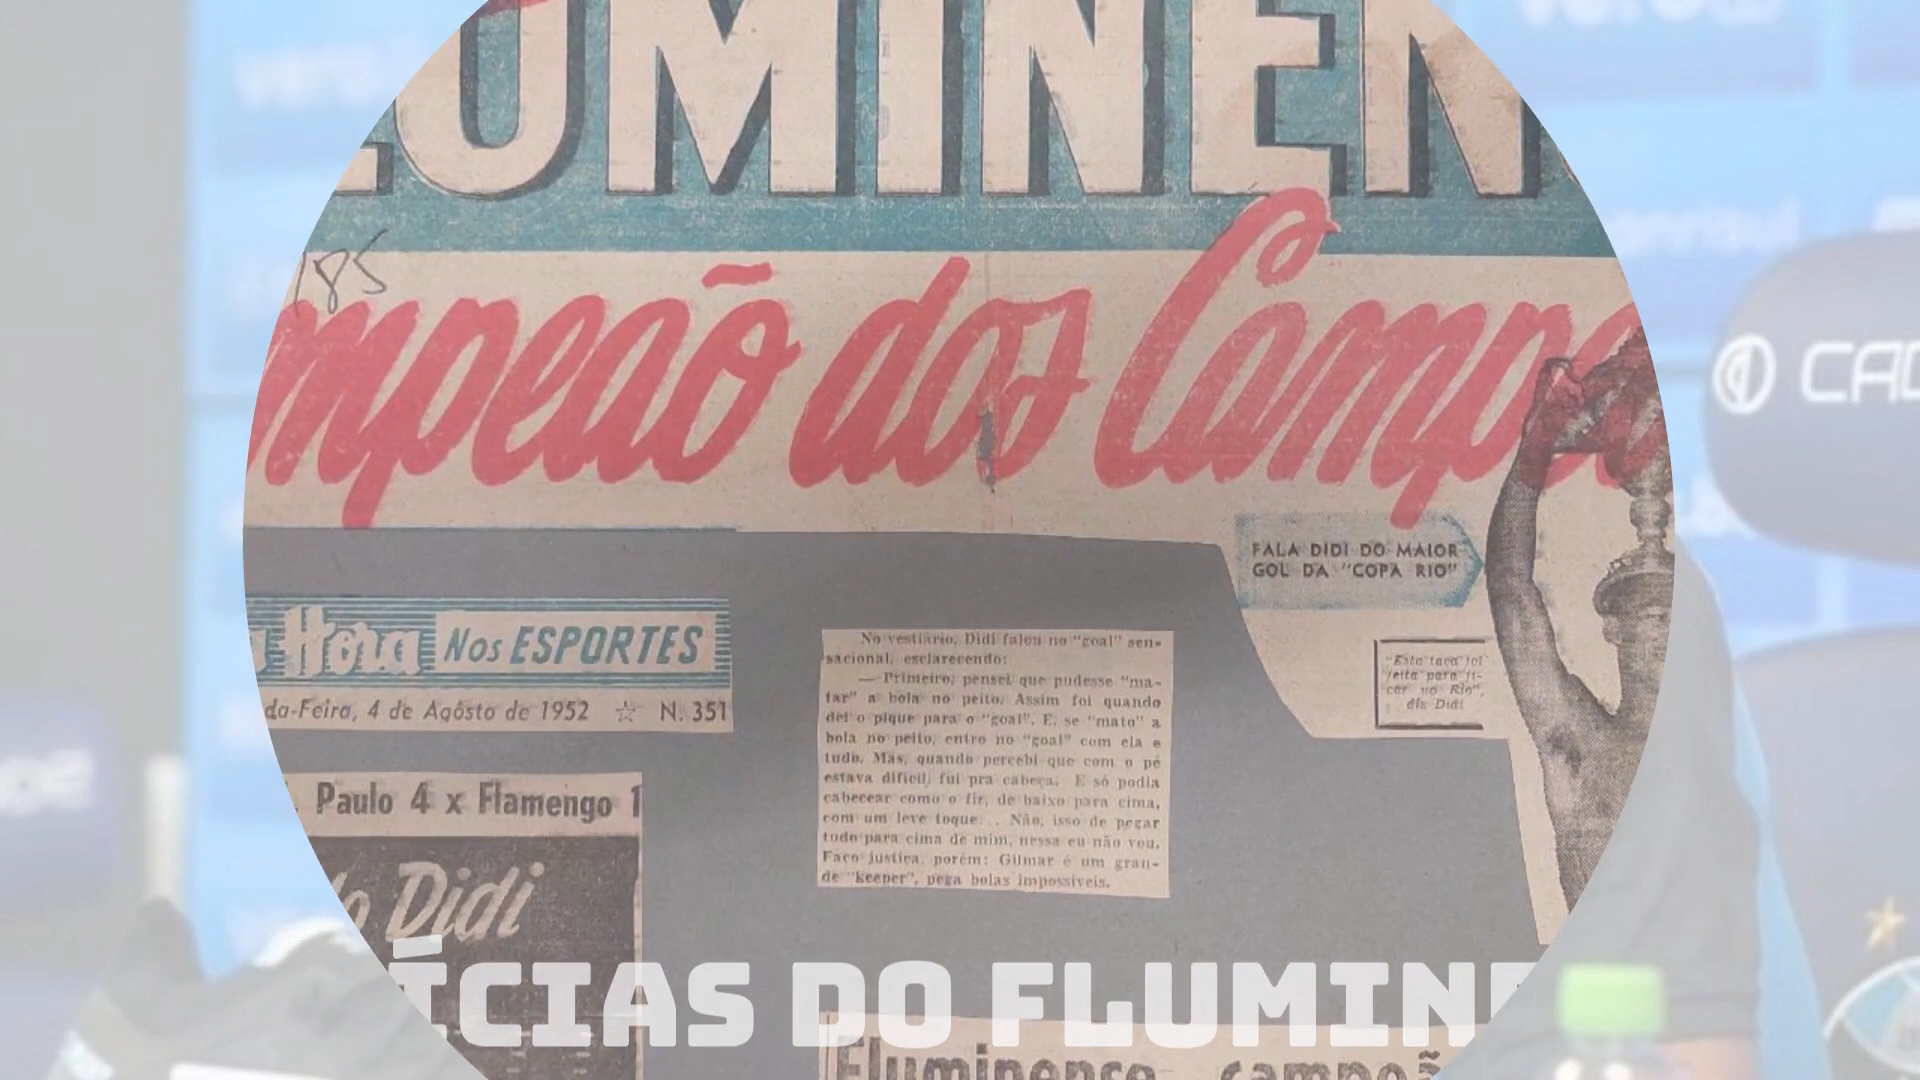 LUMINEN
185
mpeão dos Campe
FALA DIDI DO MAIOR
GOL DA "COPA RIO"
a Hora Nos ESPORTES
da-Feira, 4 de Agôsto de 1952 ☆ N. 351
"Esta taça foi
feita para fi-
car no Rio",
diz Didi
No vestiário, Didi falou no "goal" sen-
sacional, esclarecendo:
— Primeiro, pensei que pudesse "ma-
tar" a bola no peito. Assim foi quando
dei o pique para o "goal". E, se "mato" a
bola no peito, entro no "goal" com ela e
tudo. Mas, quando percebi que com o pé
estava difícil, fui pra cabeça. E só podia
cabecear como o fiz, de baixo para cima,
com um leve toque... Não, isso de pegar
tudo para cima de mim, nessa eu não vou.
Faço justiça, porém: Gilmar é um gran-
de "keeper", pega bolas impossíveis.
Paulo 4 x Flamengo 1
Didi
ÍCIAS DO FLUMINE
Fluminense campeã
CAD